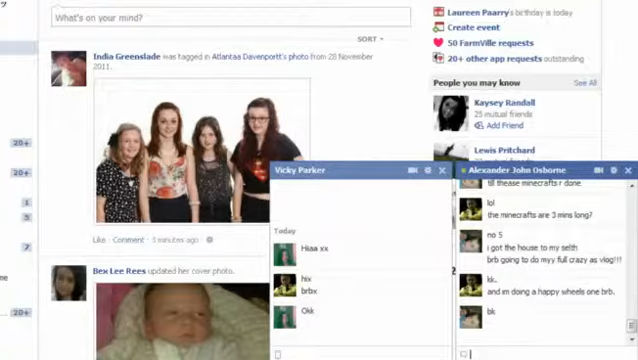 What's on your mind?
SORT
India Greenslade was tagged in Atlantaa Davenportt's photo from 28 November
2011.
Like · Comment · 3 minutes ago
Bex Lee Rees updated her cover photo.
20+
20+
1
5
7
20+
Laureen Paarry's birthday is today
Create event
50 FarmVille requests
20+ other app requests outstanding
People you may know
See All
Kaysey Randall
25 mutual friends
Add Friend
Lewis Pritchard
Vicky Parker
Today
Hiiaa xx
hix
brbx
Okk
Alexander John Osborne
till thease minecrafts r done
lol
the minecrafts are 3 mins long?
no 5
i got the house to my selth
brb going to do myy full crazy as vlog!!!
kk..
and im doing a happy wheels one brb.
bk